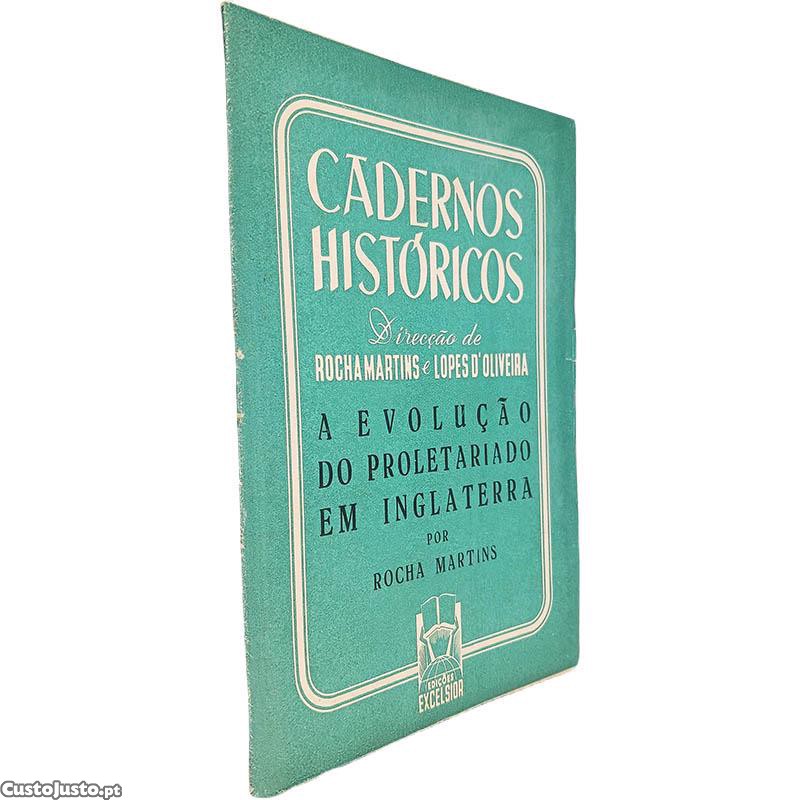 CADERNOS
HISTÓRICOS
Direcção de
ROCHA MARTINS e LOPES D'OLIVEIRA
A EVOLUÇÃO
DO PROLETARIADO
EM INGLATERRA
POR
ROCHA MARTINS
EDIÇÕES
EXCELSIOR
CustoJusto.pt